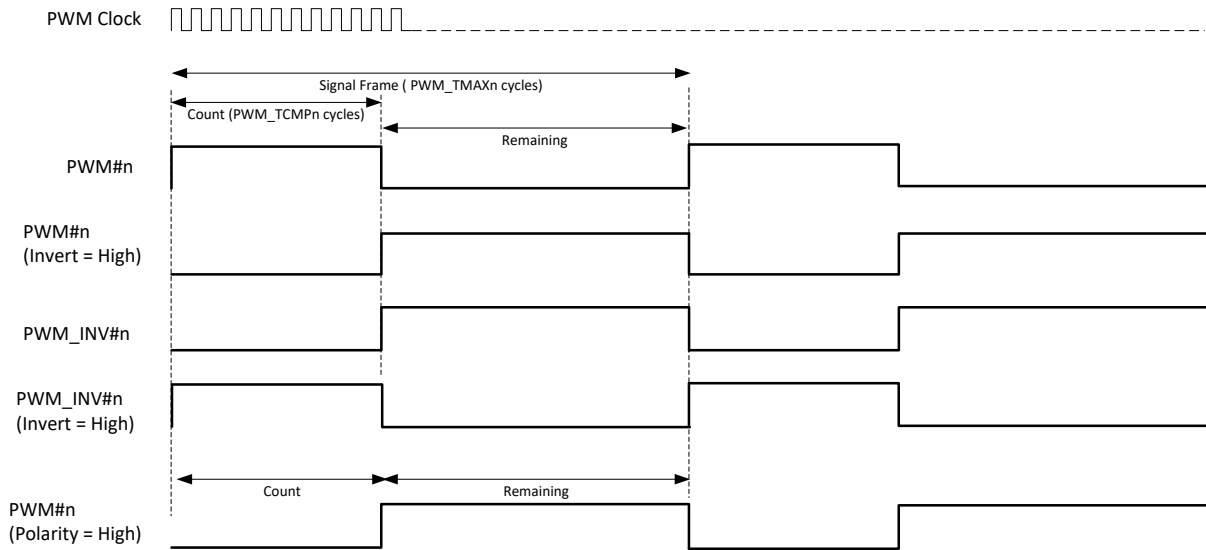 PWM Clock
Signal Frame ( PWM_TMAXn cycles)
Count (PWM_TCMPn cycles)
Remaining
PWM#n
PWM#n
(Invert = High)
PWM_INV#n
PWM_INV#n
(Invert = High)
Count
Remaining
PWM#n
(Polarity = High)